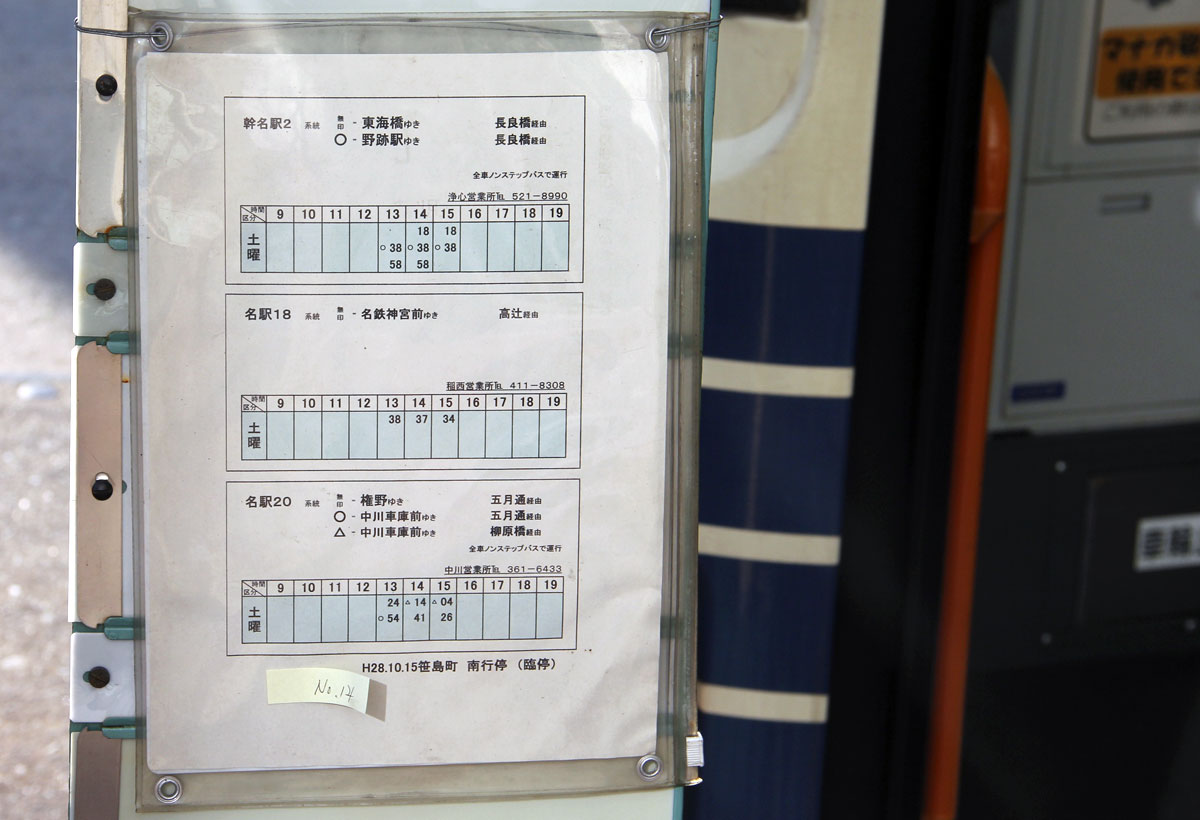 幹名駅2 系統 無印 - 東海橋ゆき 長良橋経由
○ - 野跡駅ゆき 長良橋経由
全車ノンステップバスで運行
浄心営業所℡ 521-8990
時間 区分 9 10 11 12 13 14 15 16 17 18 19
18 18
土曜 ○38 ○38 ○38
58 58
名駅18 系統 無印 - 名鉄神宮前ゆき 高辻経由
稲西営業所℡ 411-8308
時間 区分 9 10 11 12 13 14 15 16 17 18 19
土曜 38 37 34
名駅20 系統 無印 - 権野ゆき 五月通経由
○ - 中川車庫前ゆき 五月通経由
△ - 中川車庫前ゆき 柳原橋経由
全車ノンステップバスで運行
中川営業所℡ 361-6433
時間 区分 9 10 11 12 13 14 15 16 17 18 19
土曜 24 △14 △04
○54 41 26
H28.10.15笹島町 南行停 (臨停)
No.14
マナカ